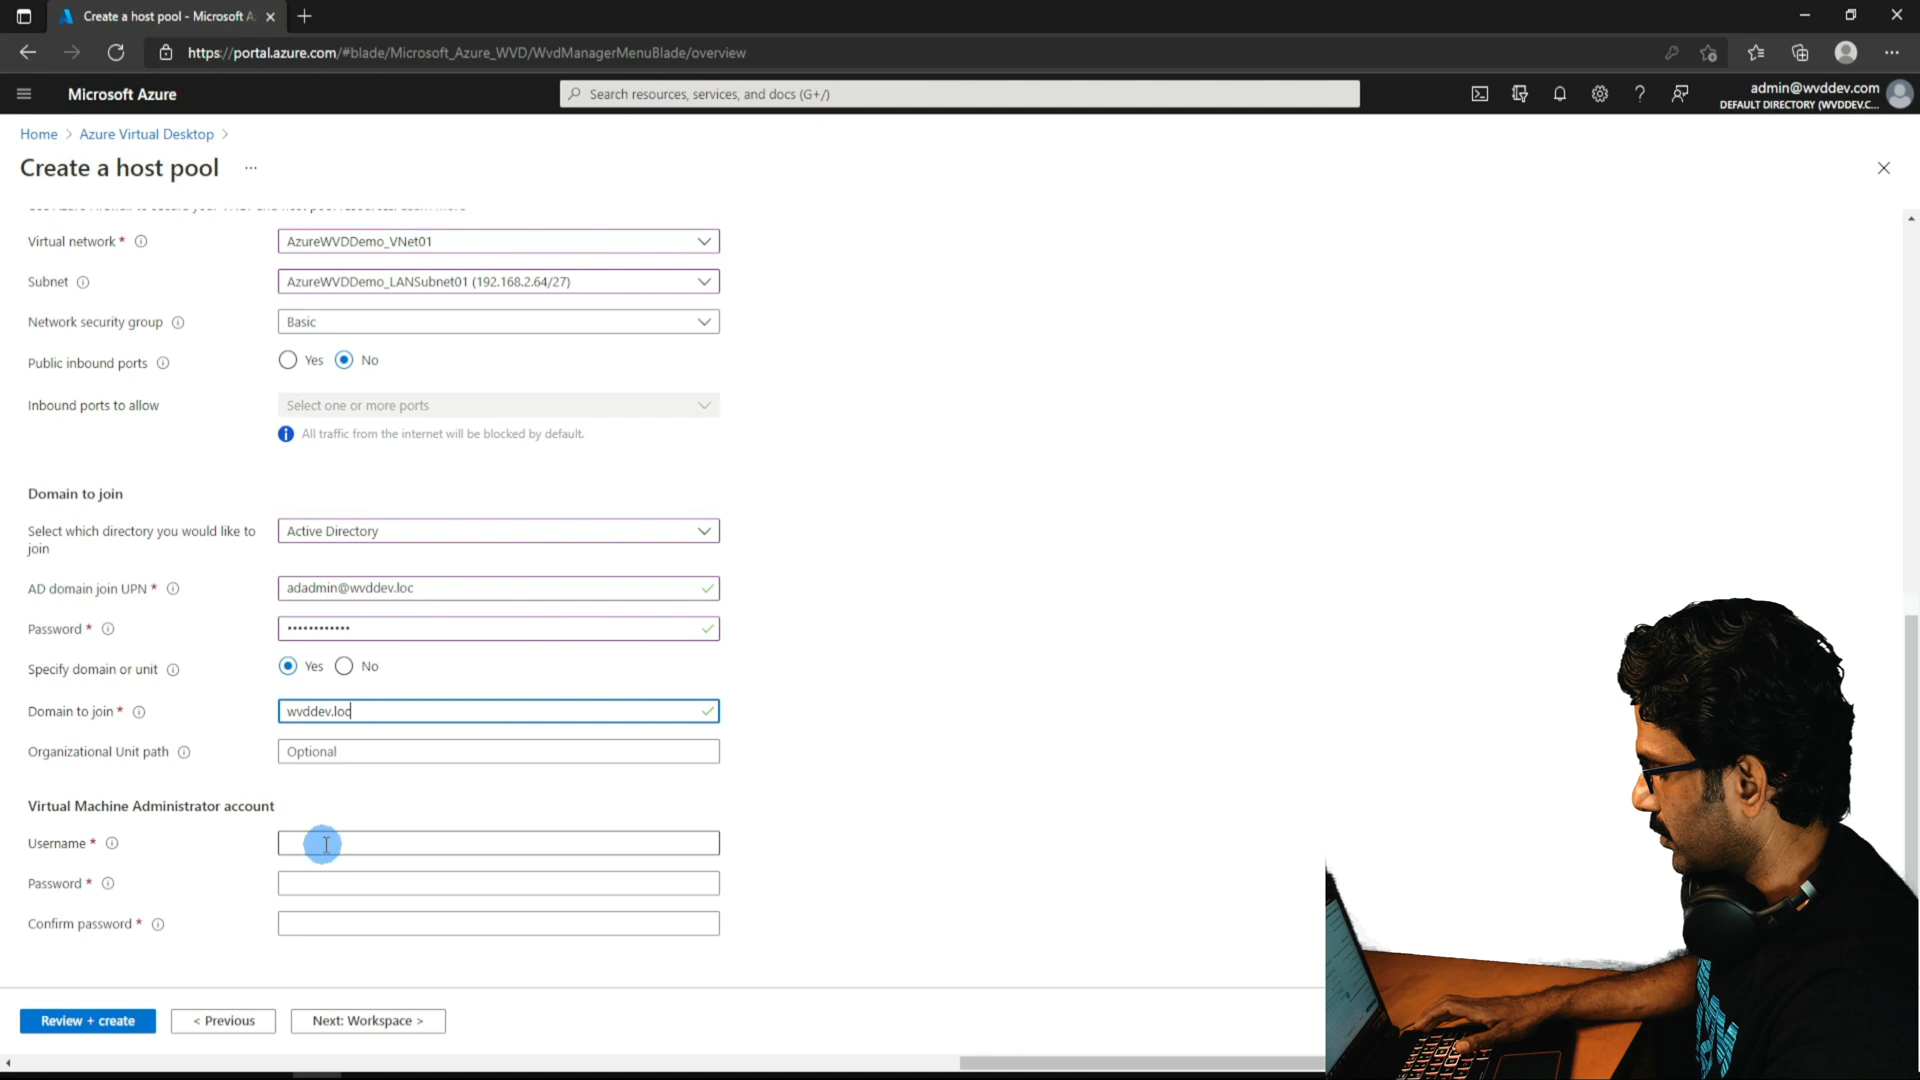 Create a host pool - Microsoft A
https://portal.azure.com/#blade/Microsoft_Azure_WVD/WvdManagerMenuBlade/overview
Microsoft Azure
Search resources, services, and docs (G+/)
admin@wvddev.com
DEFAULT DIRECTORY (WVDDEV.C...
Home > Azure Virtual Desktop >
Create a host pool ...
Virtual network *
AzureWVDDemo_VNet01
Subnet
AzureWVDDemo_LANSubnet01 (192.168.2.64/27)
Network security group
Basic
Public inbound ports
Yes No
Inbound ports to allow
Select one or more ports
All traffic from the internet will be blocked by default.
Domain to join
Select which directory you would like to
join
Active Directory
AD domain join UPN *
adadmin@wvddev.loc
Password *
••••••••••••
Specify domain or unit
Yes No
Domain to join *
wvddev.loc
Organizational Unit path
Optional
Virtual Machine Administrator account
Username *
Password *
Confirm password *
Review + create
< Previous
Next: Workspace >